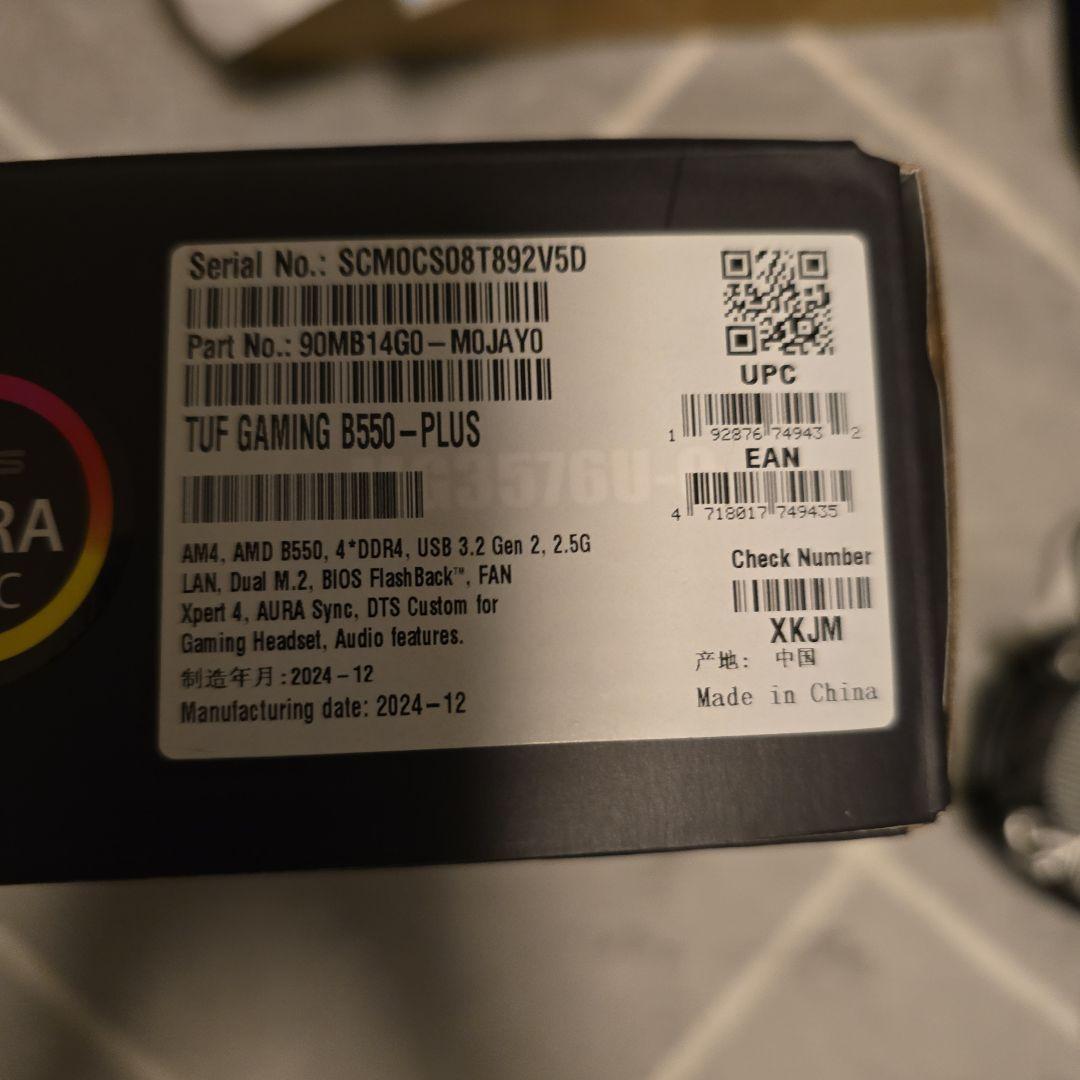 Serial No.: SCM0CS08T892V5D
Part No.: 90MB14G0-M0JAY0
TUF GAMING B550-PLUS
AM4, AMD B550, 4*DDR4, USB 3.2 Gen 2, 2.5G
LAN, Dual M.2, BIOS FlashBack™, FAN
Xpert 4, AURA Sync, DTS Custom for
Gaming Headset, Audio features.
制造年月:2024-12
Manufacturing date: 2024-12
UPC
1 92876 74943 2
EAN
4 718017 749435
Check Number
XKJM
产地: 中国
Made in China
S
RA
C